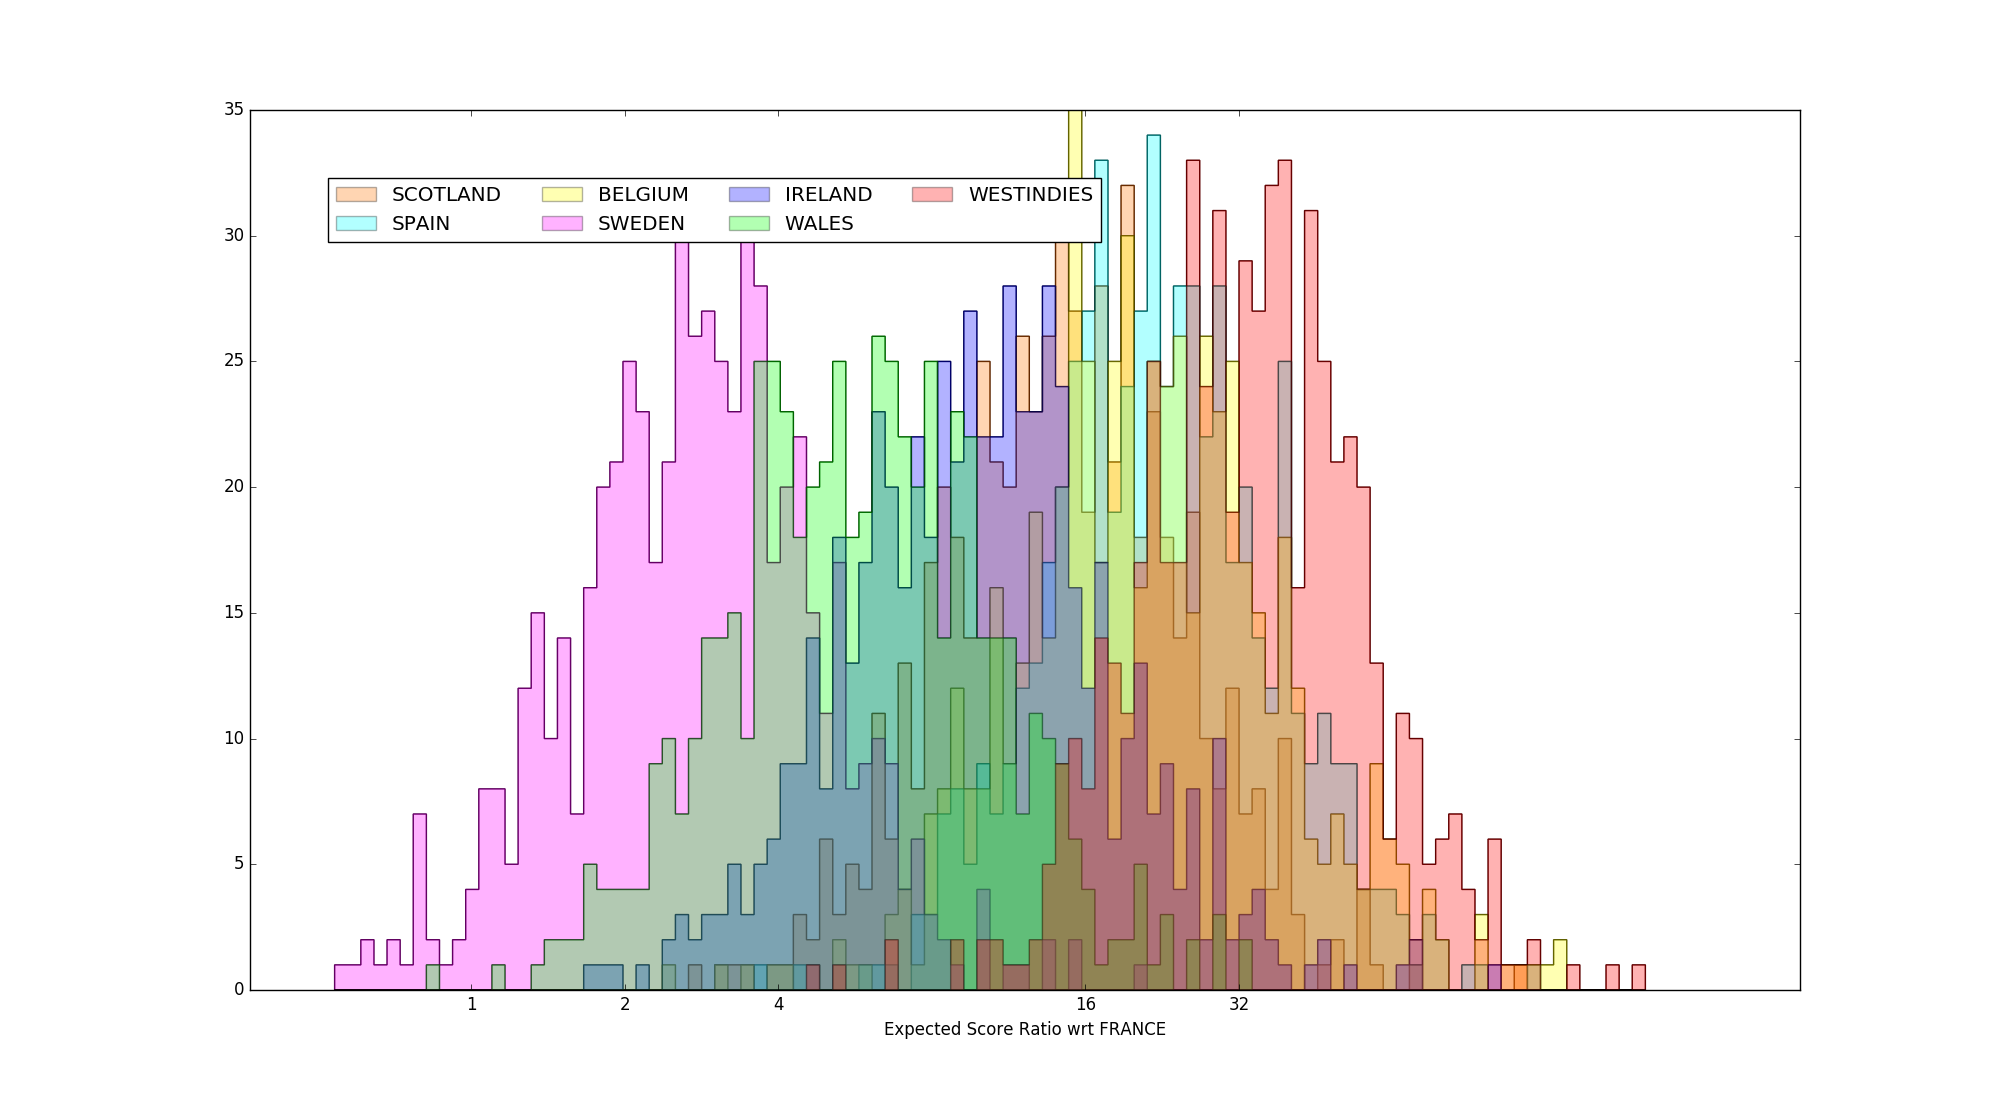 35
30
25
20
15
10
5
0
SCOTLAND BELGIUM IRELAND WESTINDIES
SPAIN SWEDEN WALES
1 2 4 16 32
Expected Score Ratio wrt FRANCE